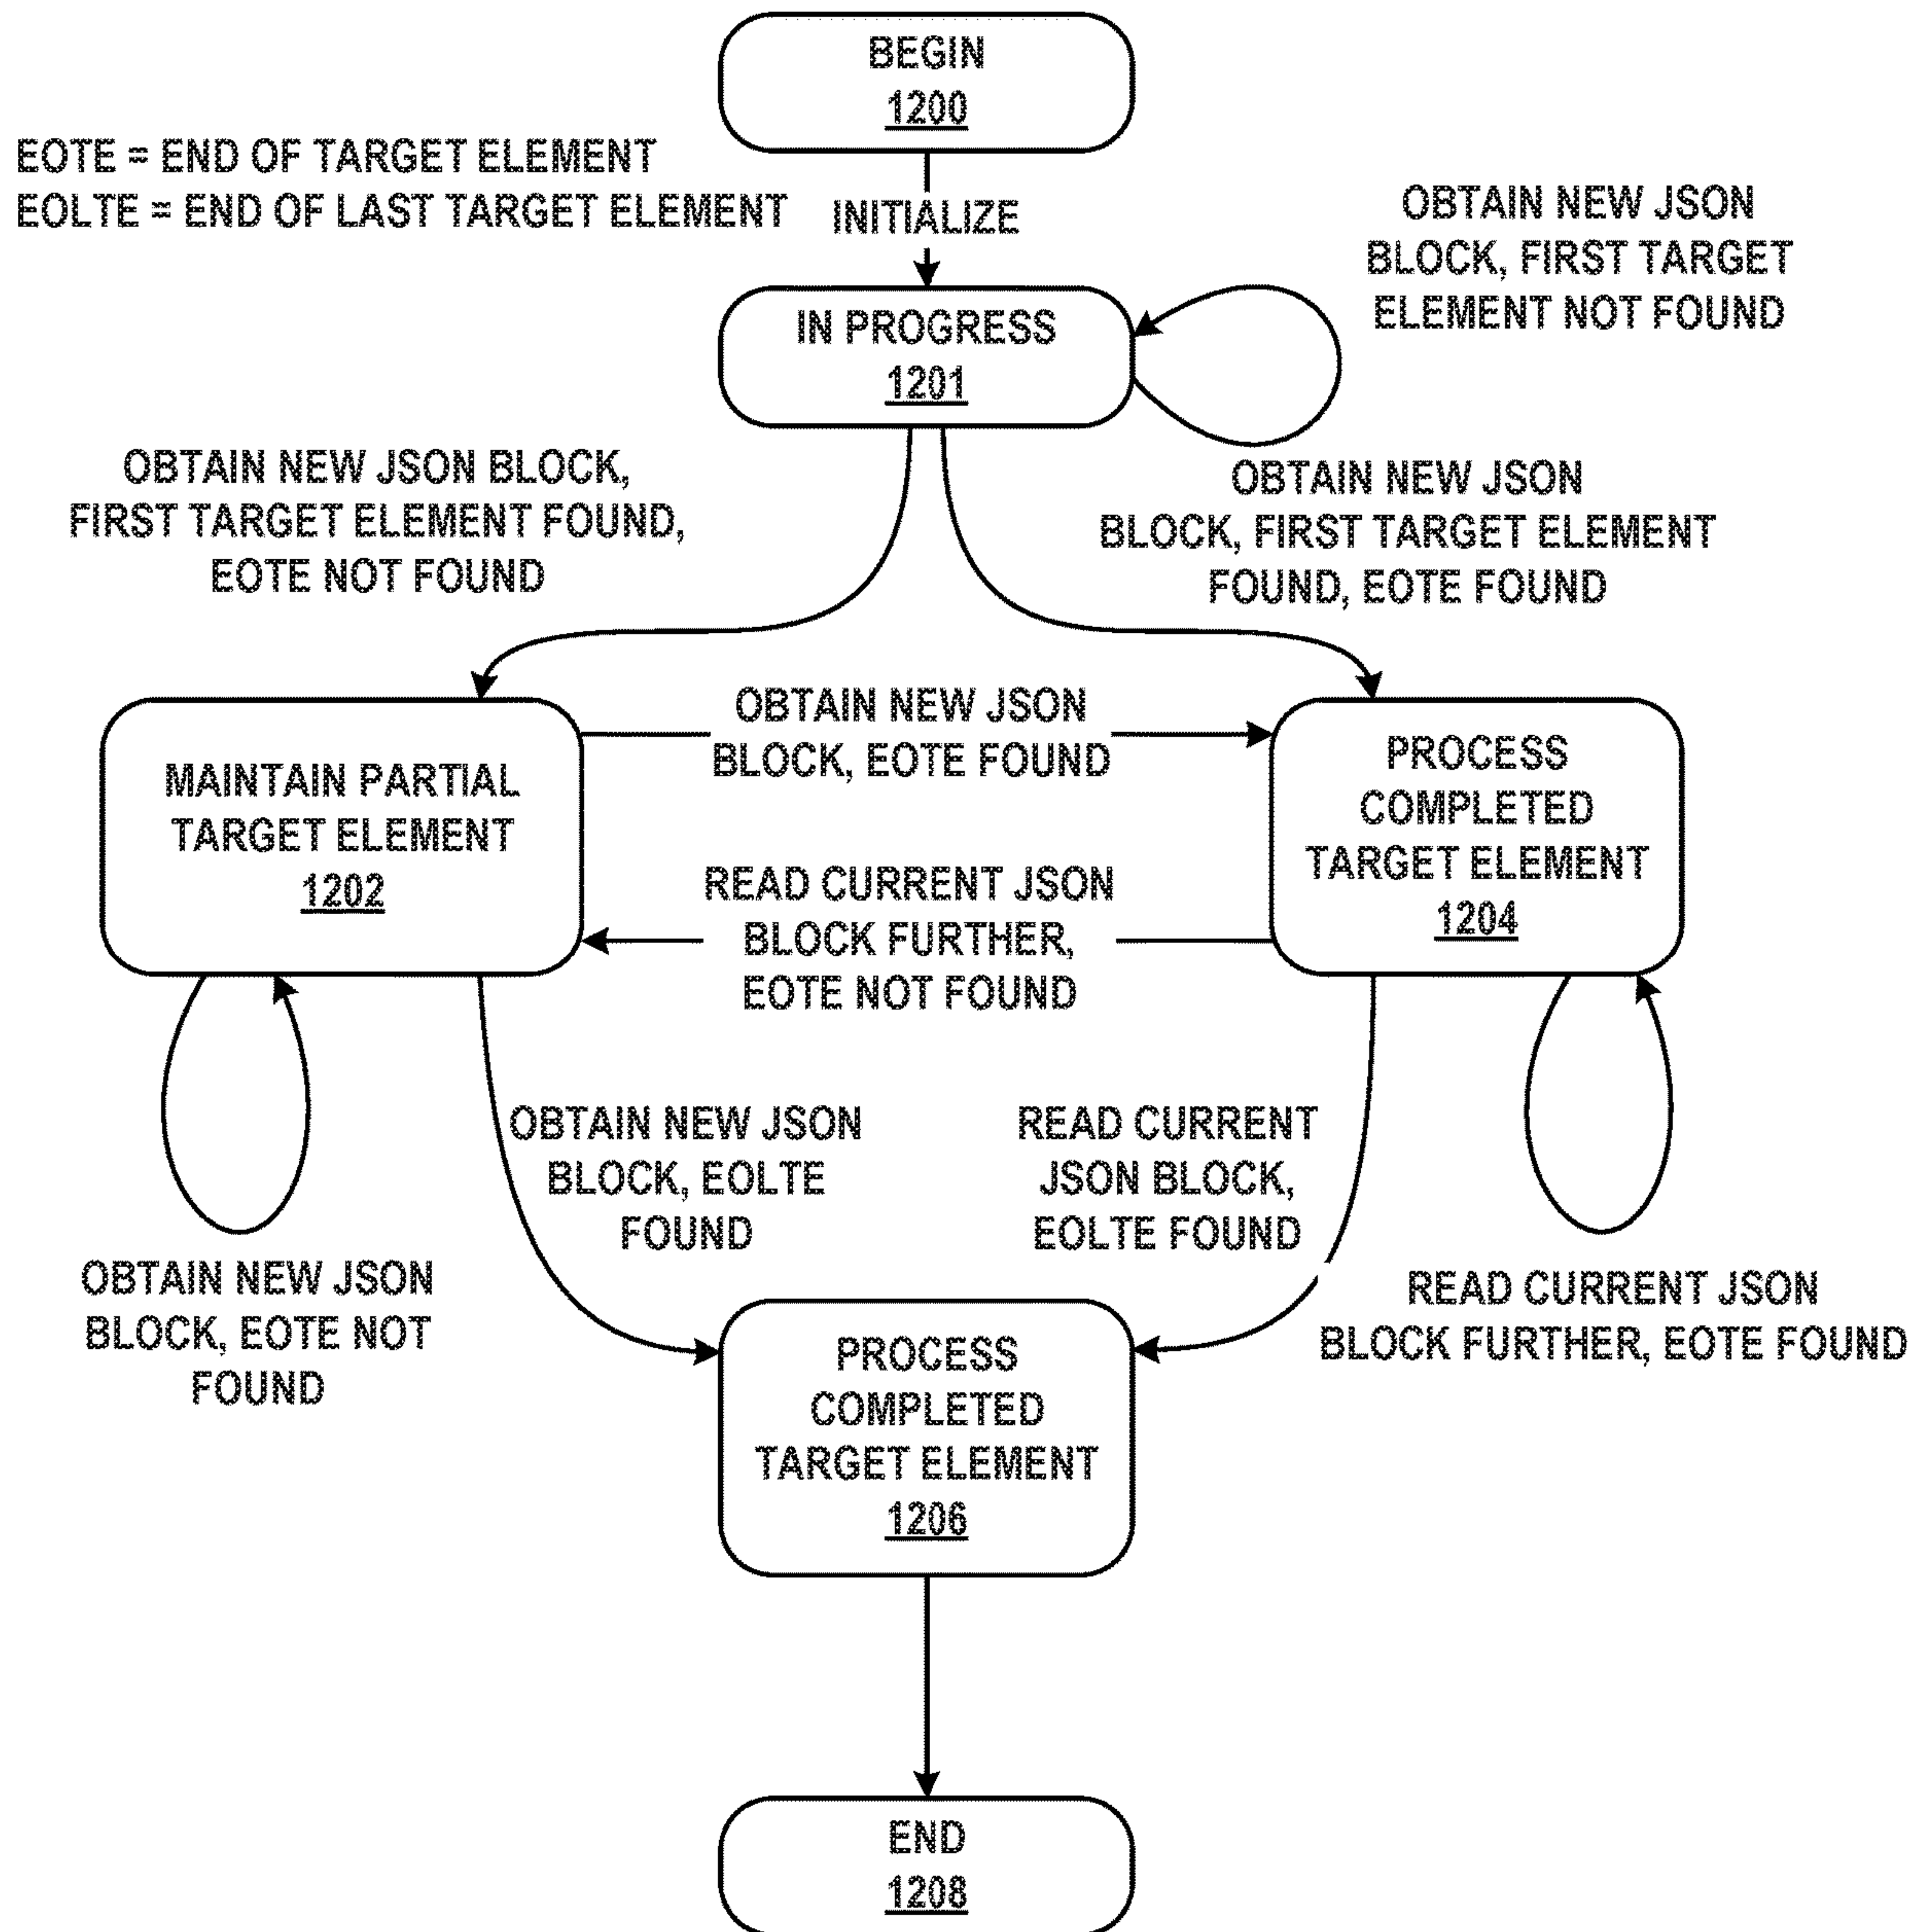 BEGIN
1200
EOTE = END OF TARGET ELEMENT
EOLTE = END OF LAST TARGET ELEMENT
INITIALIZE
OBTAIN NEW JSON
BLOCK, FIRST TARGET
ELEMENT NOT FOUND
IN PROGRESS
1201
OBTAIN NEW JSON BLOCK,
FIRST TARGET ELEMENT FOUND,
EOTE NOT FOUND
OBTAIN NEW JSON
BLOCK, FIRST TARGET ELEMENT
FOUND, EOTE FOUND
MAINTAIN PARTIAL
TARGET ELEMENT
1202
OBTAIN NEW JSON
BLOCK, EOTE FOUND
READ CURRENT JSON
BLOCK FURTHER,
EOTE NOT FOUND
PROCESS
COMPLETED
TARGET ELEMENT
1204
OBTAIN NEW JSON
BLOCK, EOTE NOT
FOUND
OBTAIN NEW JSON
BLOCK, EOLTE
FOUND
READ CURRENT
JSON BLOCK,
EOLTE FOUND
READ CURRENT JSON
BLOCK FURTHER, EOTE FOUND
PROCESS
COMPLETED
TARGET ELEMENT
1206
END
1208